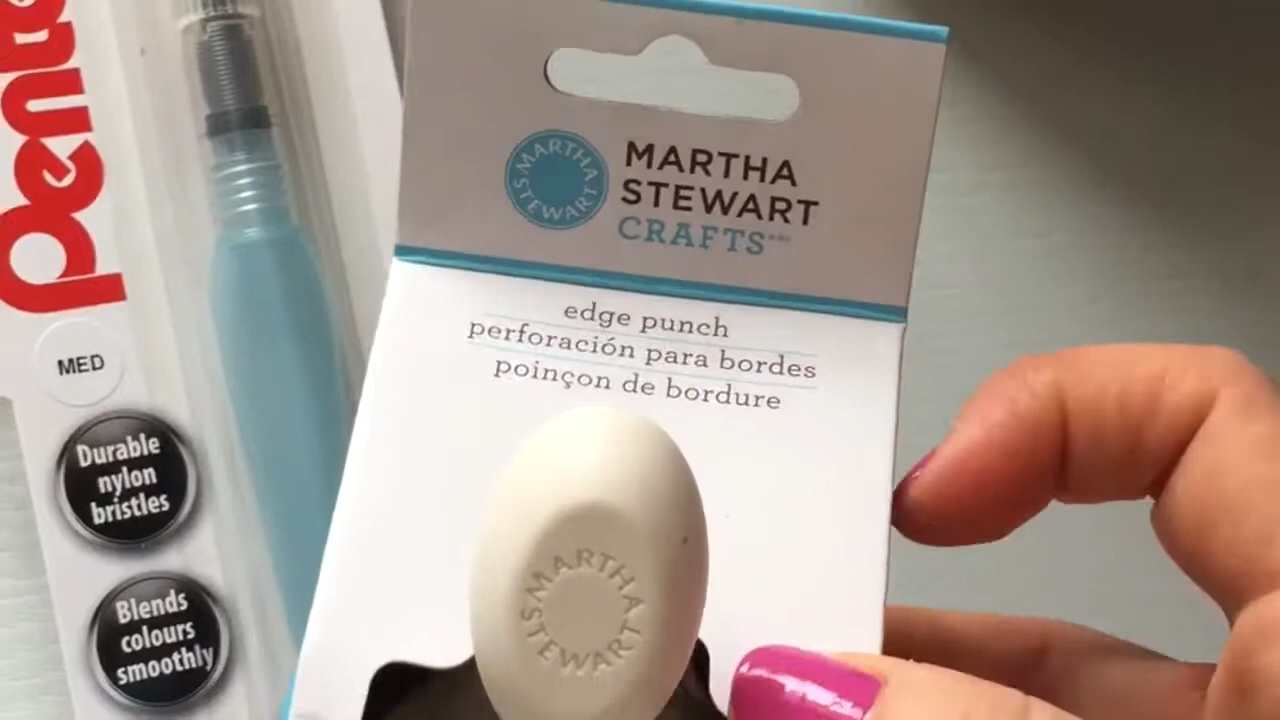 pen
MED
Durable
nylon
bristles
Blends
colours
smoothly
MARTHA STEWART
MARTHA
STEWART
CRAFTS
edge punch
perforación para bordes
poinçon de bordure
MARTHA STEWART